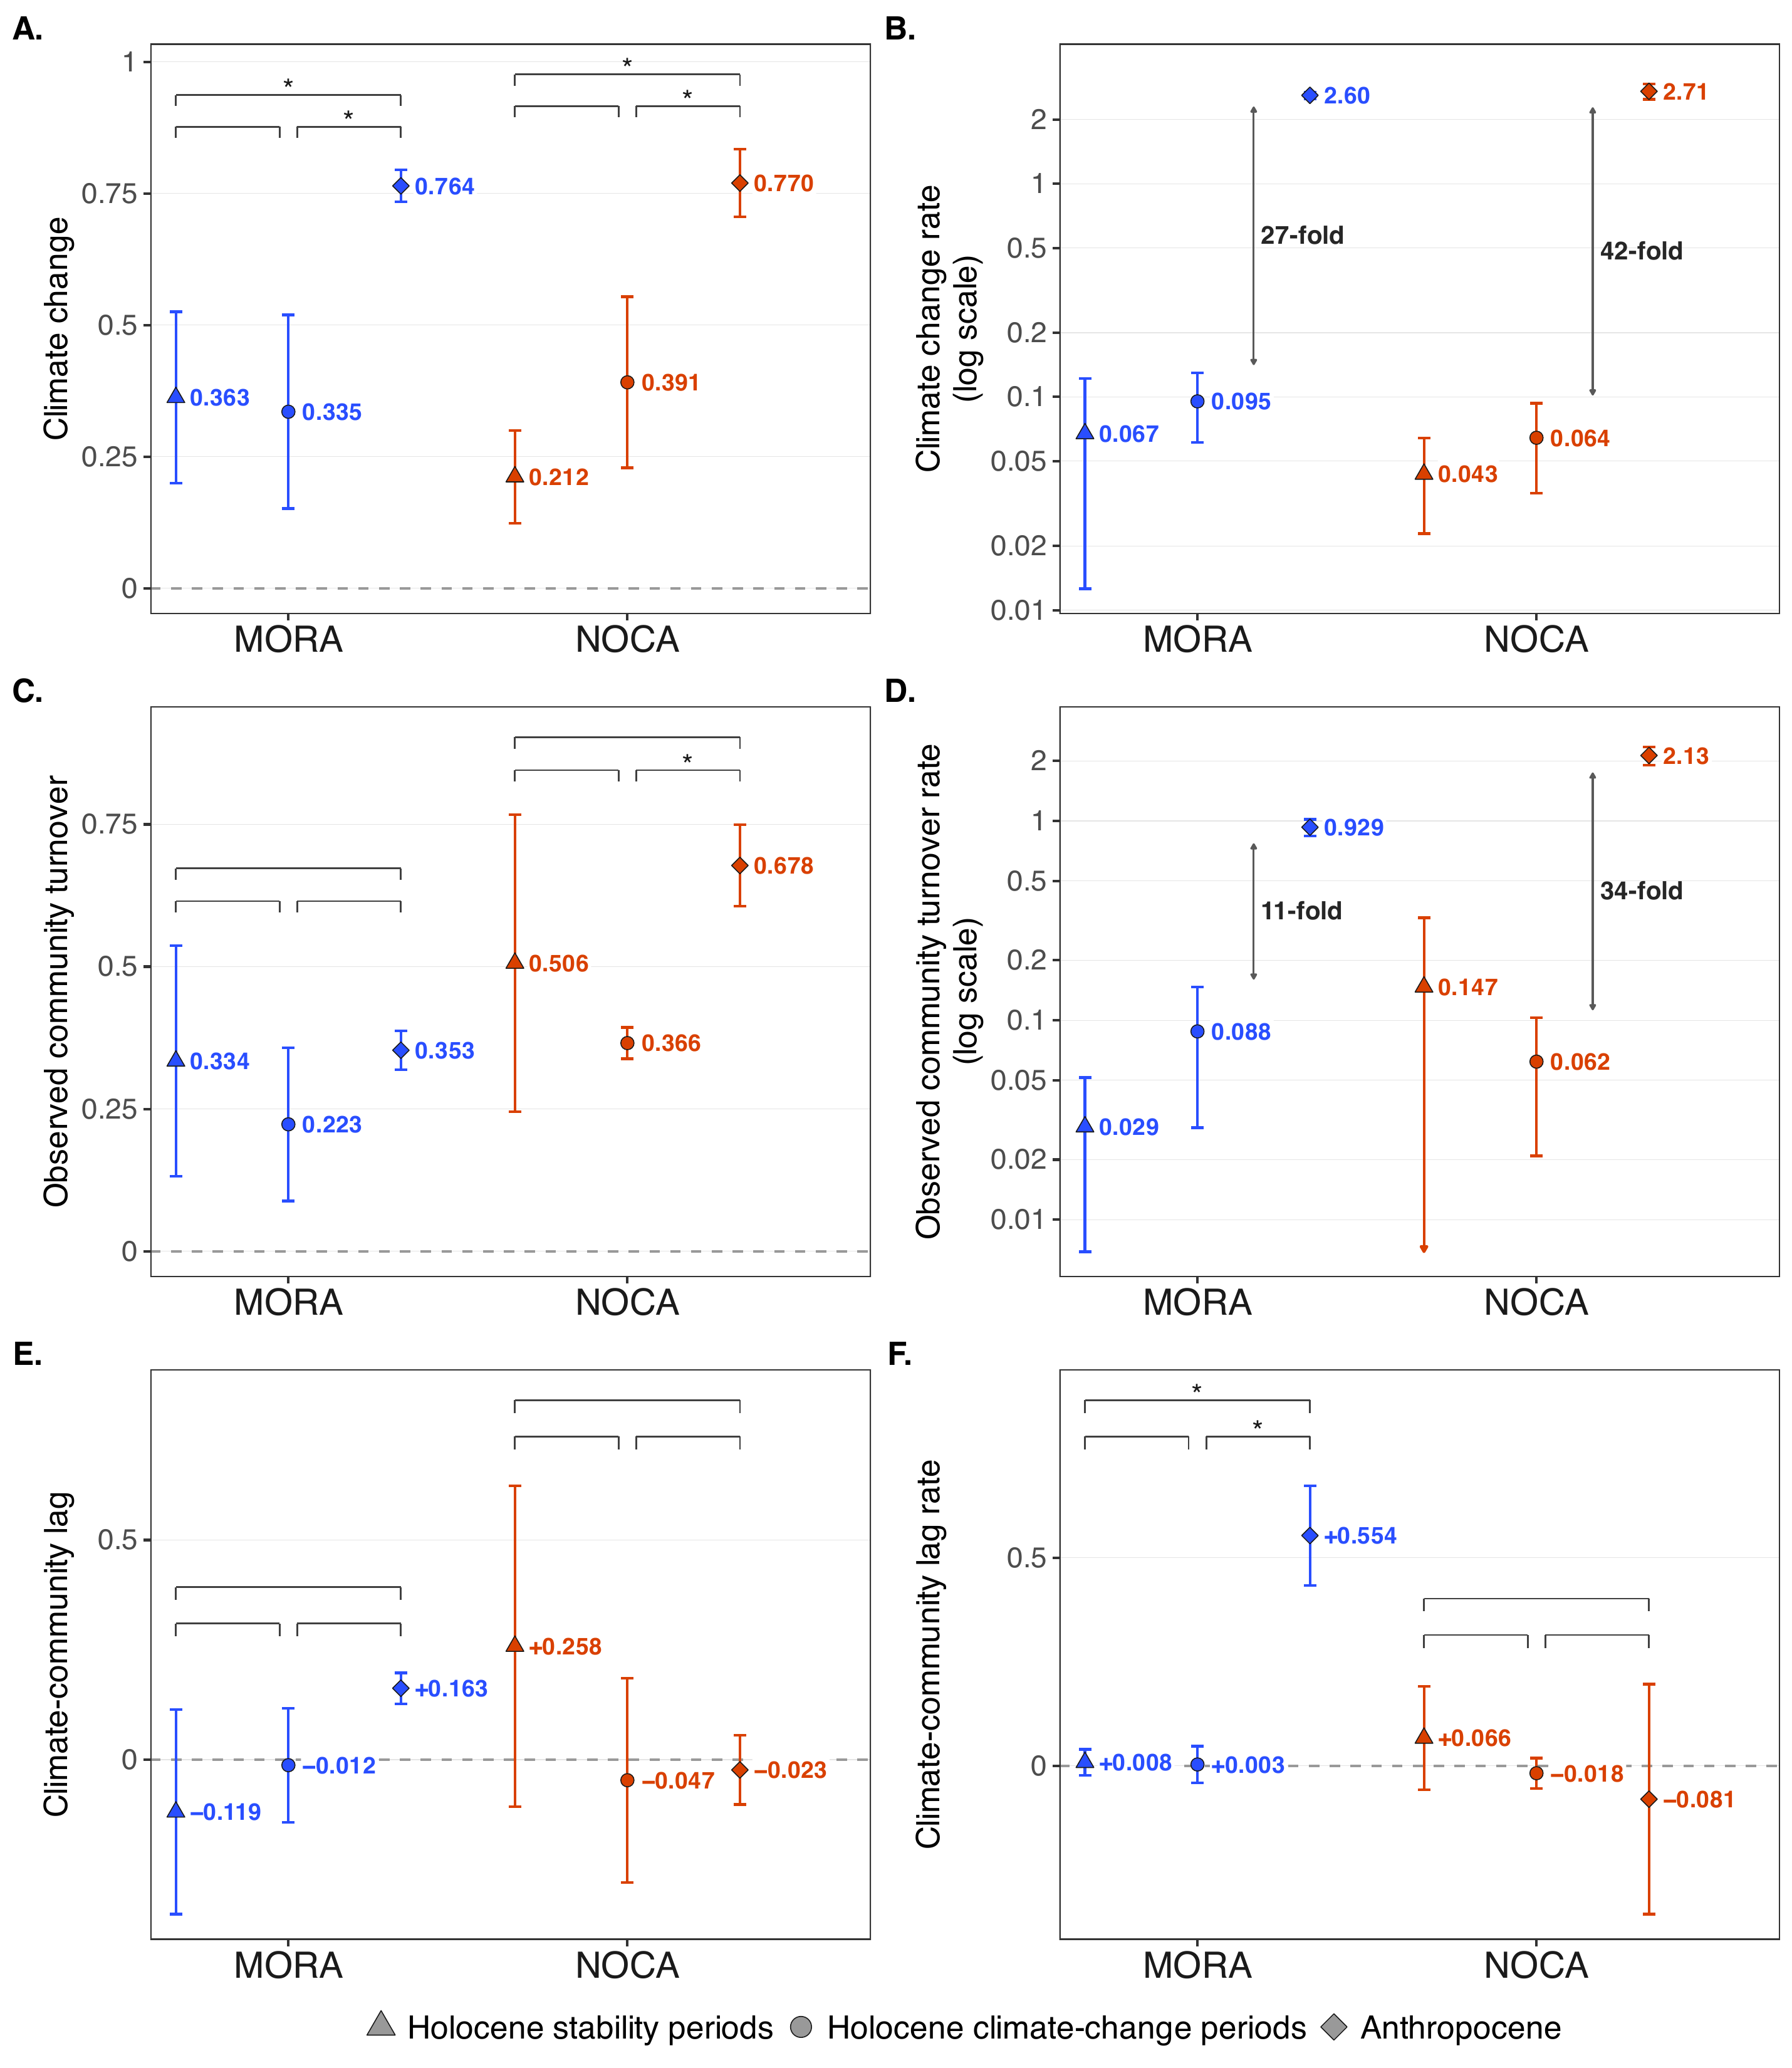 A.
Climate change
1
0.75
0.5
0.25
0
*
*
*
*
0.363
0.335
0.764
0.212
0.391
0.770
MORA
NOCA
B.
Climate change rate
(log scale)
2
1
0.5
0.2
0.1
0.05
0.02
0.01
0.067
0.095
2.60
27-fold
0.043
0.064
2.71
42-fold
MORA
NOCA
C.
Observed community turnover
0.75
0.5
0.25
0
*
0.334
0.223
0.353
0.506
0.366
0.678
MORA
NOCA
D.
Observed community turnover rate
(log scale)
2
1
0.5
0.2
0.1
0.05
0.02
0.01
0.029
0.088
0.929
11-fold
0.147
0.062
2.13
34-fold
MORA
NOCA
E.
Climate-community lag
0.5
0
−0.119
−0.012
+0.163
+0.258
−0.047
−0.023
MORA
NOCA
F.
Climate-community lag rate
0.5
0
*
*
+0.008
+0.003
+0.554
+0.066
−0.018
−0.081
MORA
NOCA
Holocene stability periods
Holocene climate-change periods
Anthropocene